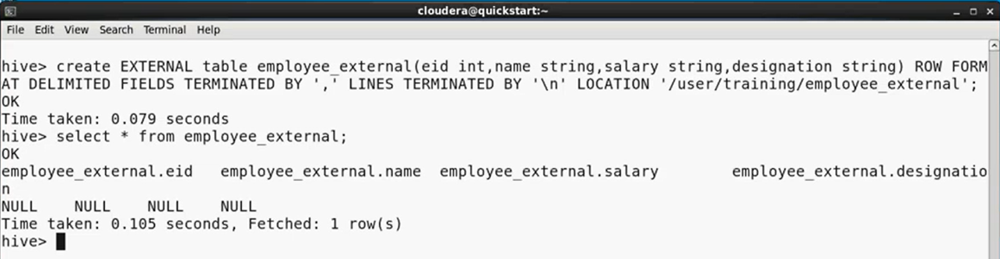 cloudera@quickstart:~
File Edit View Search Terminal Help
hive> create EXTERNAL table employee_external(eid int,name string,salary string,designation string) ROW FORM
AT DELIMITED FIELDS TERMINATED BY ',' LINES TERMINATED BY '\n' LOCATION '/user/training/employee_external';
OK
Time taken: 0.079 seconds
hive> select * from employee_external;
OK
employee_external.eid employee_external.name employee_external.salary employee_external.designatio
n
NULL NULL NULL NULL
Time taken: 0.105 seconds, Fetched: 1 row(s)
hive>